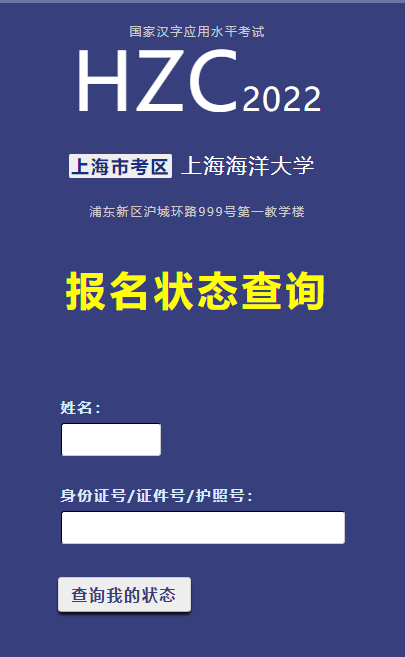 国家汉字应用水平考试
HZC2022
上海市考区 上海海洋大学
浦东新区沪城环路999号第一教学楼
报名状态查询
姓名：
身份证号/证件号/护照号：
查询我的状态